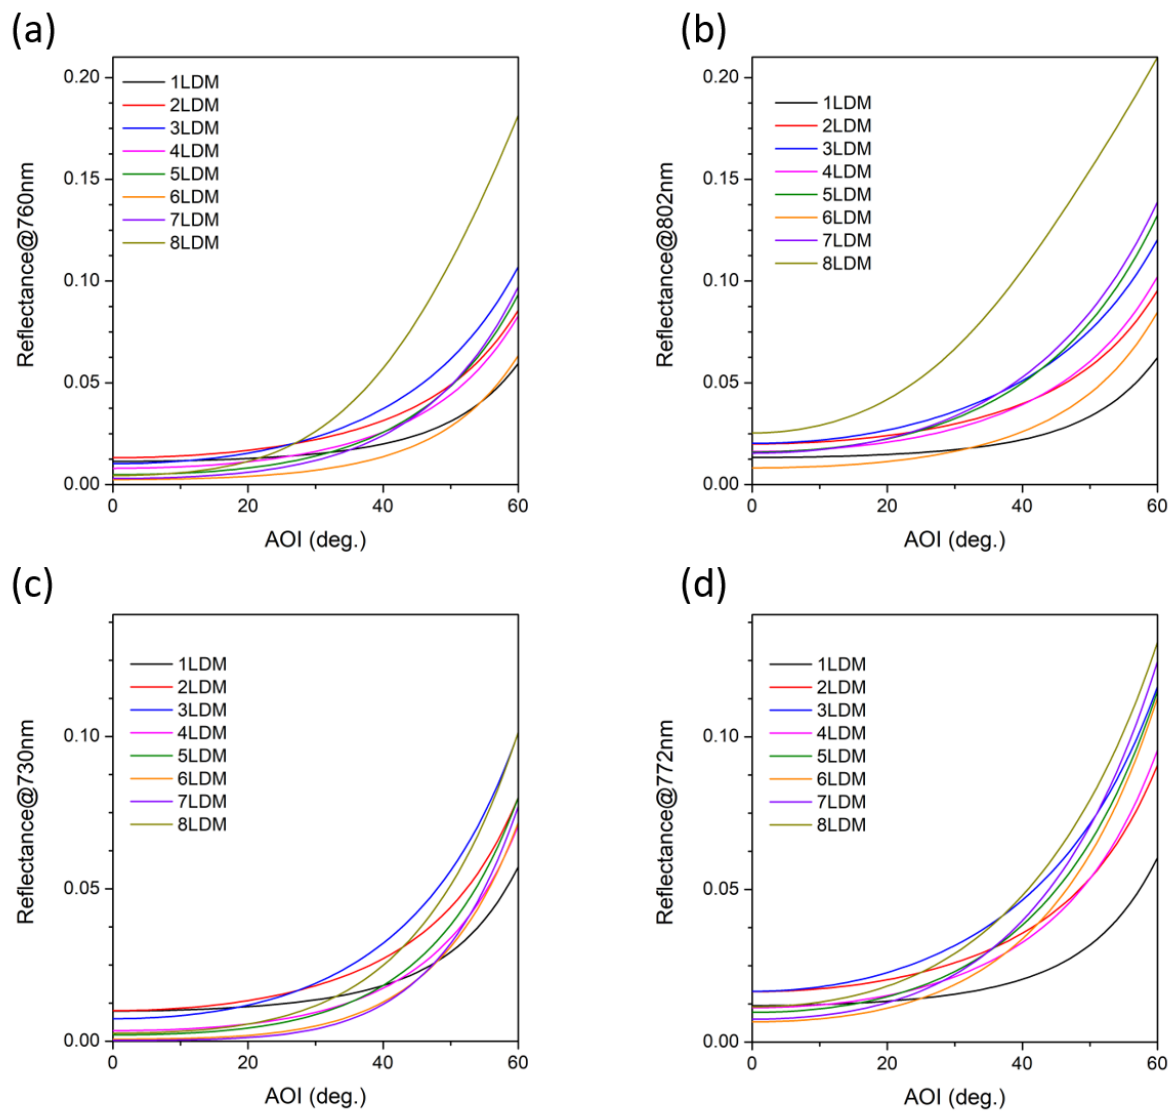 (a)
Reflectance@760nm
0.20
0.15
0.10
0.05
0.00
1LDM
2LDM
3LDM
4LDM
5LDM
6LDM
7LDM
8LDM
0 20 40 60
AOI (deg.)
(b)
Reflectance@802nm
0.20
0.15
0.10
0.05
0.00
1LDM
2LDM
3LDM
4LDM
5LDM
6LDM
7LDM
8LDM
0 20 40 60
AOI (deg.)
(c)
Reflectance@730nm
0.10
0.05
0.00
1LDM
2LDM
3LDM
4LDM
5LDM
6LDM
7LDM
8LDM
0 20 40 60
AOI (deg.)
(d)
Reflectance@772nm
0.10
0.05
0.00
1LDM
2LDM
3LDM
4LDM
5LDM
6LDM
7LDM
8LDM
0 20 40 60
AOI (deg.)